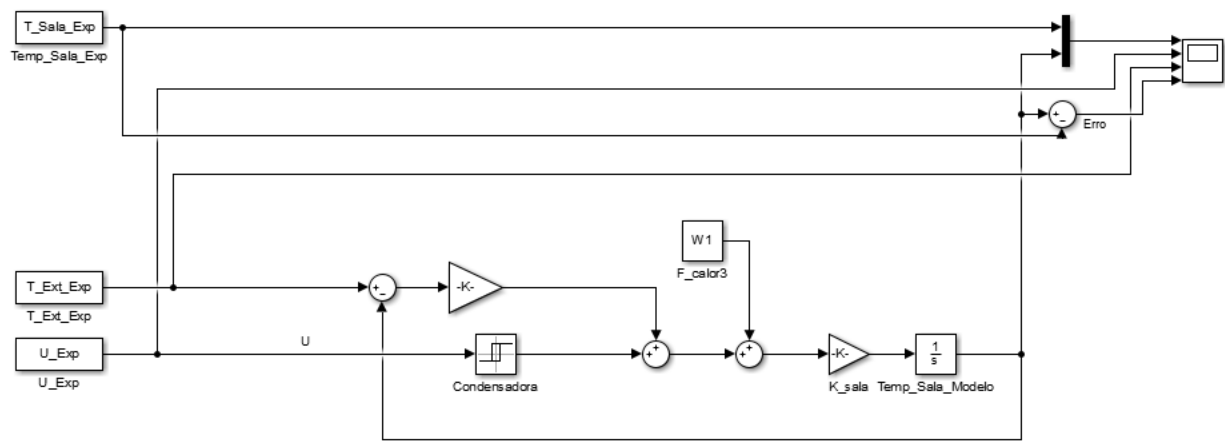 T_Sala_Exp
Temp_Sala_Exp
Erro
W1
F_calor3
T_Ext_Exp
T_Ext_Exp
-K-
U_Exp
U_Exp
U
Condensadora
-K-
K_sala
1
s
Temp_Sala_Modelo